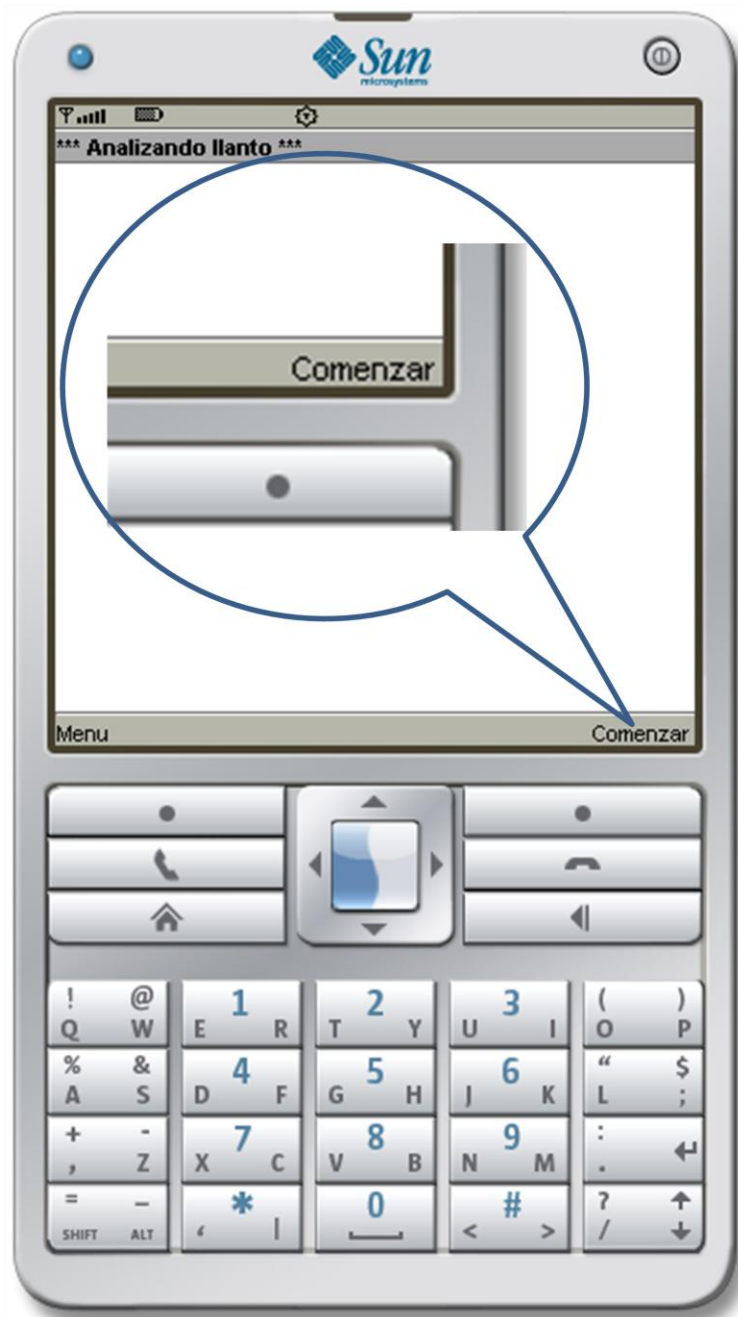 Sun
microsystems
*** Analizando llanto ***
Comenzar
Menu Comenzar
! @ 1 2 3 ( )
Q W E R T Y U I O P
% & 4 5 6 “ $
A S D F G H J K L ;
+ - 7 8 9 : 
, Z X C V B N M . ↵
= – * 0 # ? ↑
SHIFT ALT ‘ | < > / ↓